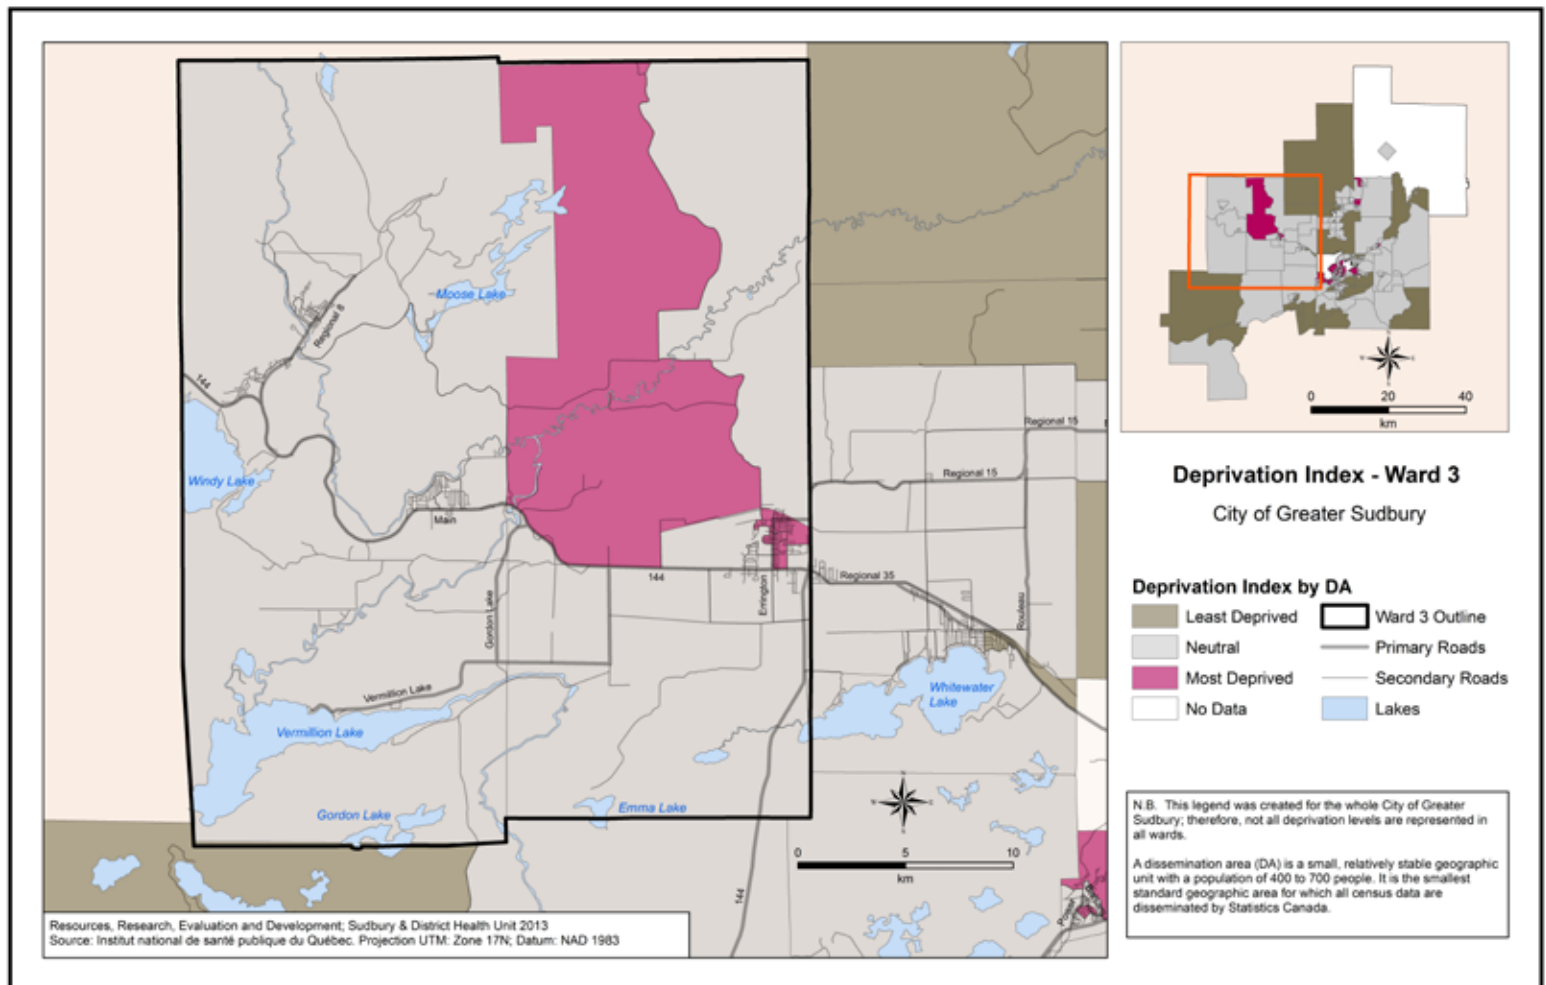 Moose Lake
Regional 8
144
Windy Lake
Main
Regional 15
Regional 15
144
Regional 35
Errington
Gordon Lake
Rouleau
Vermillion Lake
Whitewater
Lake
Vermillion Lake
Gordon Lake
Emma Lake
144
0 5 10
km
Resources, Research, Evaluation and Development; Sudbury & District Health Unit 2013
Source: Institut national de santé publique du Québec. Projection UTM: Zone 17N; Datum: NAD 1983
0 20 40
km
Deprivation Index - Ward 3
City of Greater Sudbury
Deprivation Index by DA
Least Deprived
Ward 3 Outline
Neutral
Primary Roads
Most Deprived
Secondary Roads
No Data
Lakes
N.B. This legend was created for the whole City of Greater
Sudbury; therefore, not all deprivation levels are represented in
all wards.
A dissemination area (DA) is a small, relatively stable geographic
unit with a population of 400 to 700 people. It is the smallest
standard geographic area for which all census data are
disseminated by Statistics Canada.